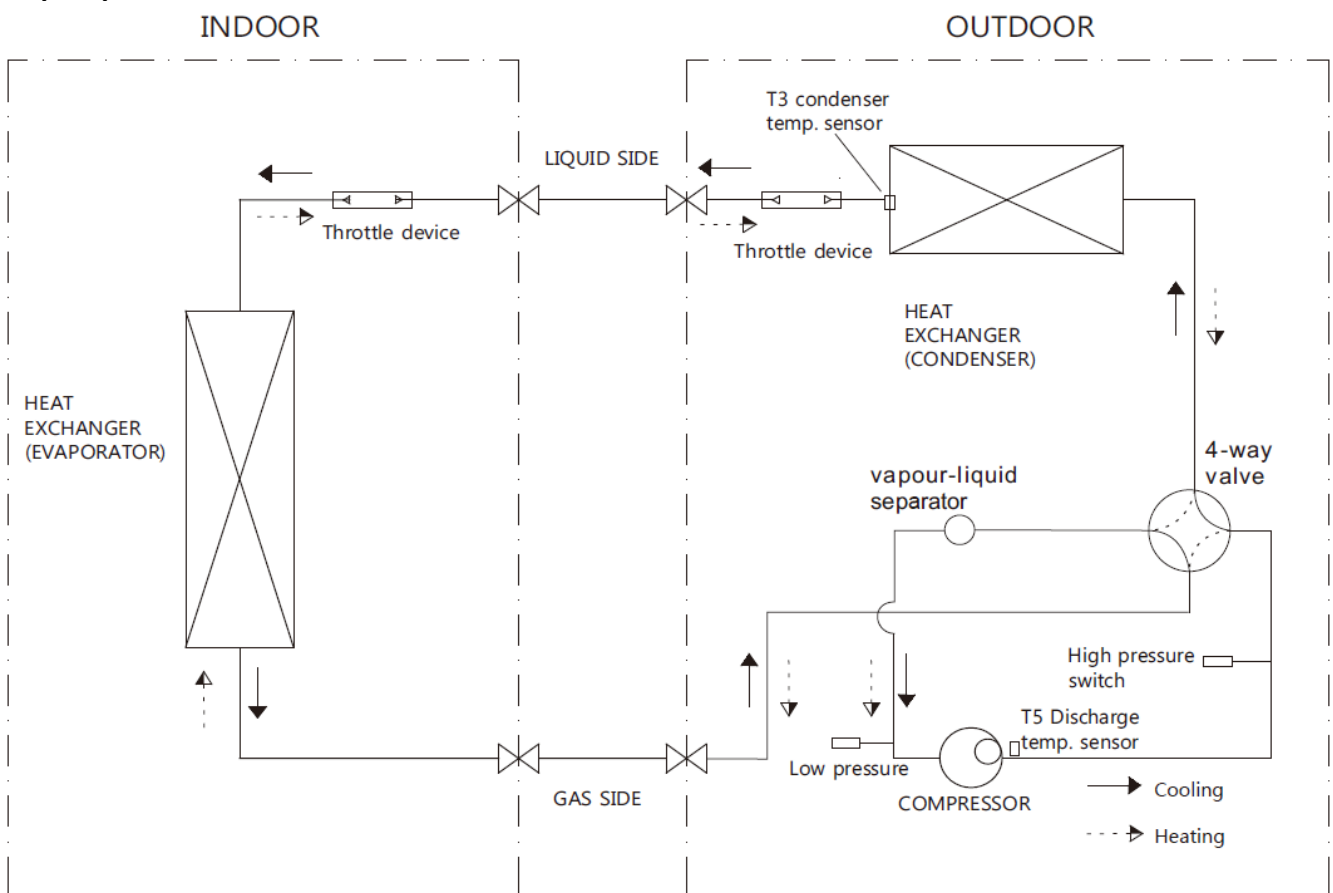 INDOOR
OUTDOOR
T3 condenser
temp. sensor
LIQUID SIDE
Throttle device
Throttle device
HEAT
EXCHANGER
(CONDENSER)
HEAT
EXCHANGER
(EVAPORATOR)
4-way
valve
vapour-liquid
separator
High pressure
switch
T5 Discharge
temp. sensor
Low pressure
COMPRESSOR
GAS SIDE
Cooling
Heating